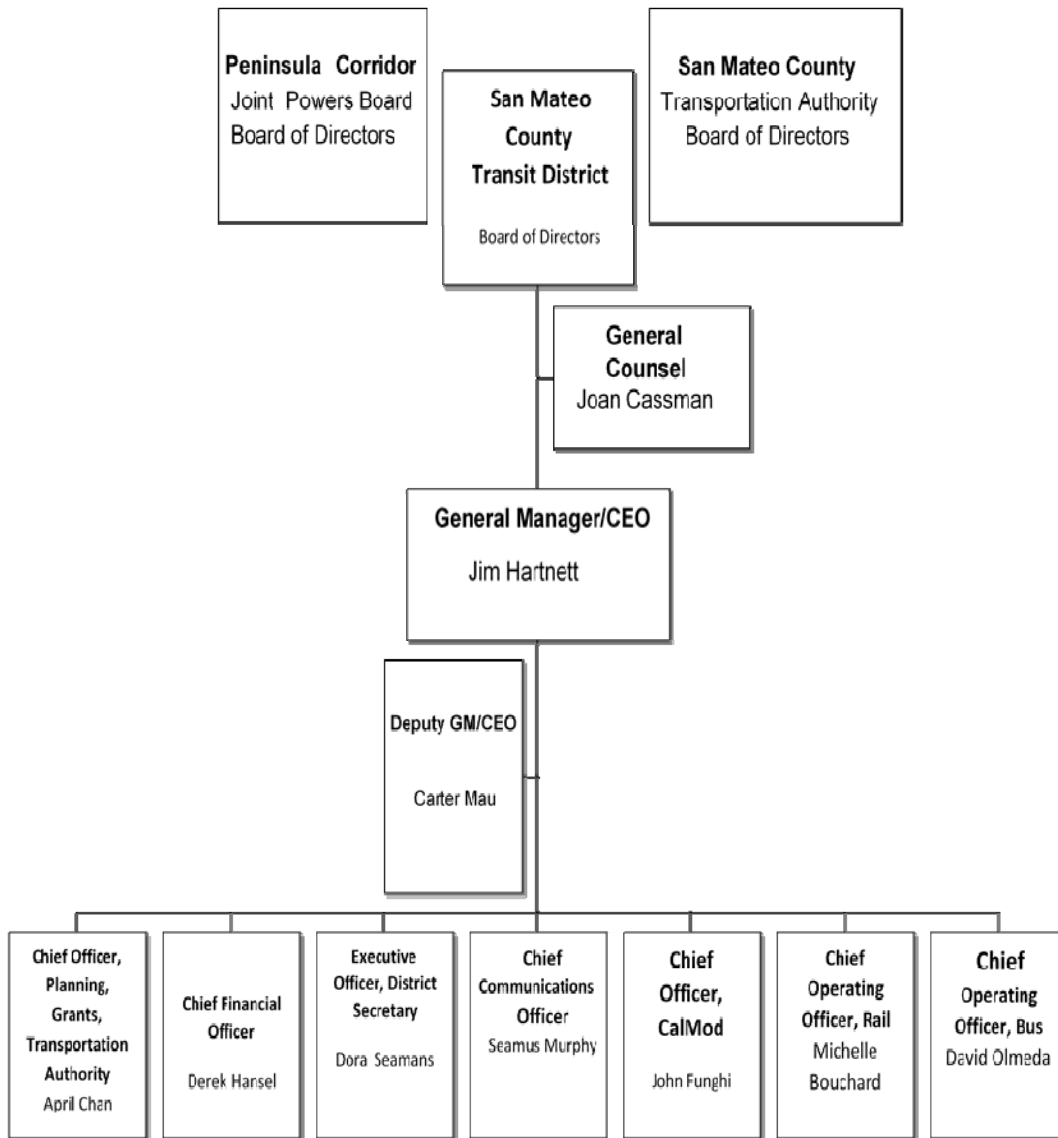 Peninsula Corridor
Joint Powers Board
Board of Directors
San Mateo
County
Transit District
Board of Directors
San Mateo County
Transportation Authority
Board of Directors
General
Counsel
Joan Cassman
General Manager/CEO
Jim Hartnett
Deputy GM/CEO
Carter Mau
Chief Officer,
Planning,
Grants,
Transportation
Authority
April Chan
Chief Financial
Officer
Derek Hansel
Executive
Officer, District
Secretary
Dora Seamans
Chief
Communications
Officer
Seamus Murphy
Chief
Officer,
CalMod
John Funghi
Chief
Operating
Officer, Rail
Michelle
Bouchard
Chief
Operating
Officer, Bus
David Olmeda